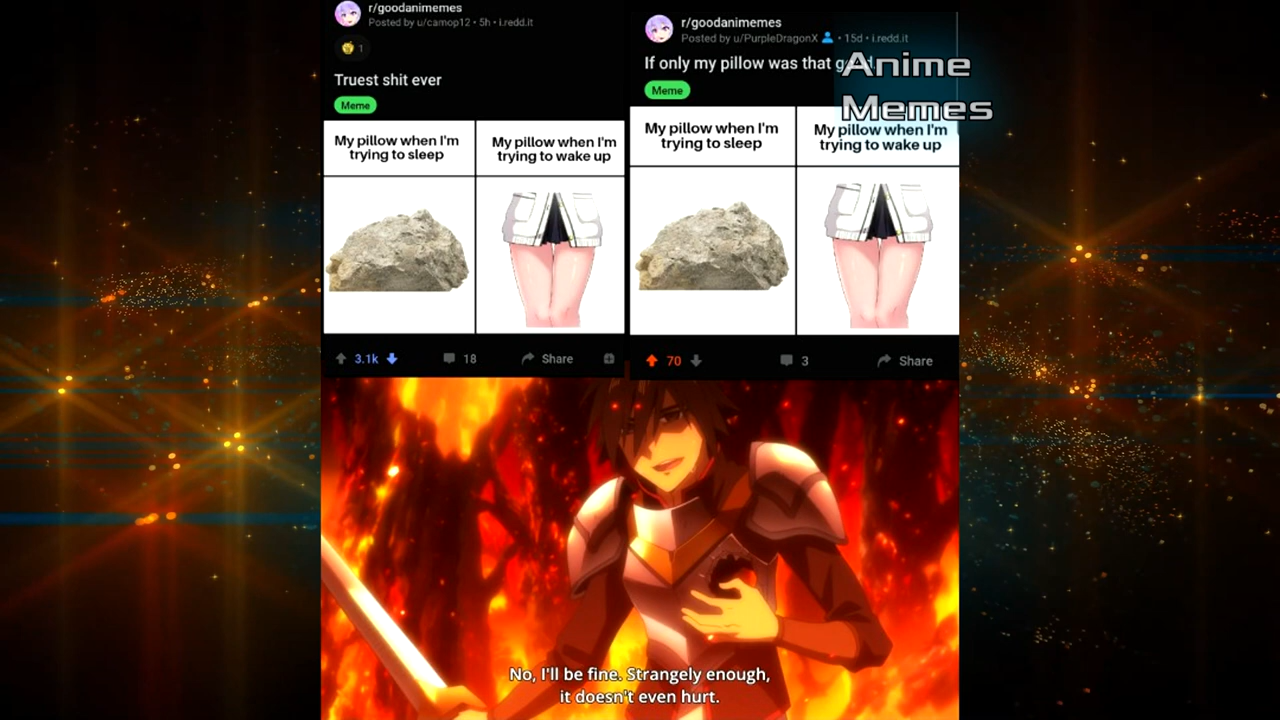 r/goodanimemes
Posted by u/camop12 • 5h • i.redd.it
1
Truest shit ever
Meme
My pillow when I'm
trying to sleep
My pillow when I'm
trying to wake up
3.1k
18
Share
r/goodanimemes
Posted by u/PurpleDragonX • 15d • i.redd.it
If only my pillow was that
Meme
My pillow when I'm
trying to sleep
My pillow when I'm
trying to wake up
70
3
Share
Anime
Memes
No, I'll be fine. Strangely enough,
it doesn't even hurt.